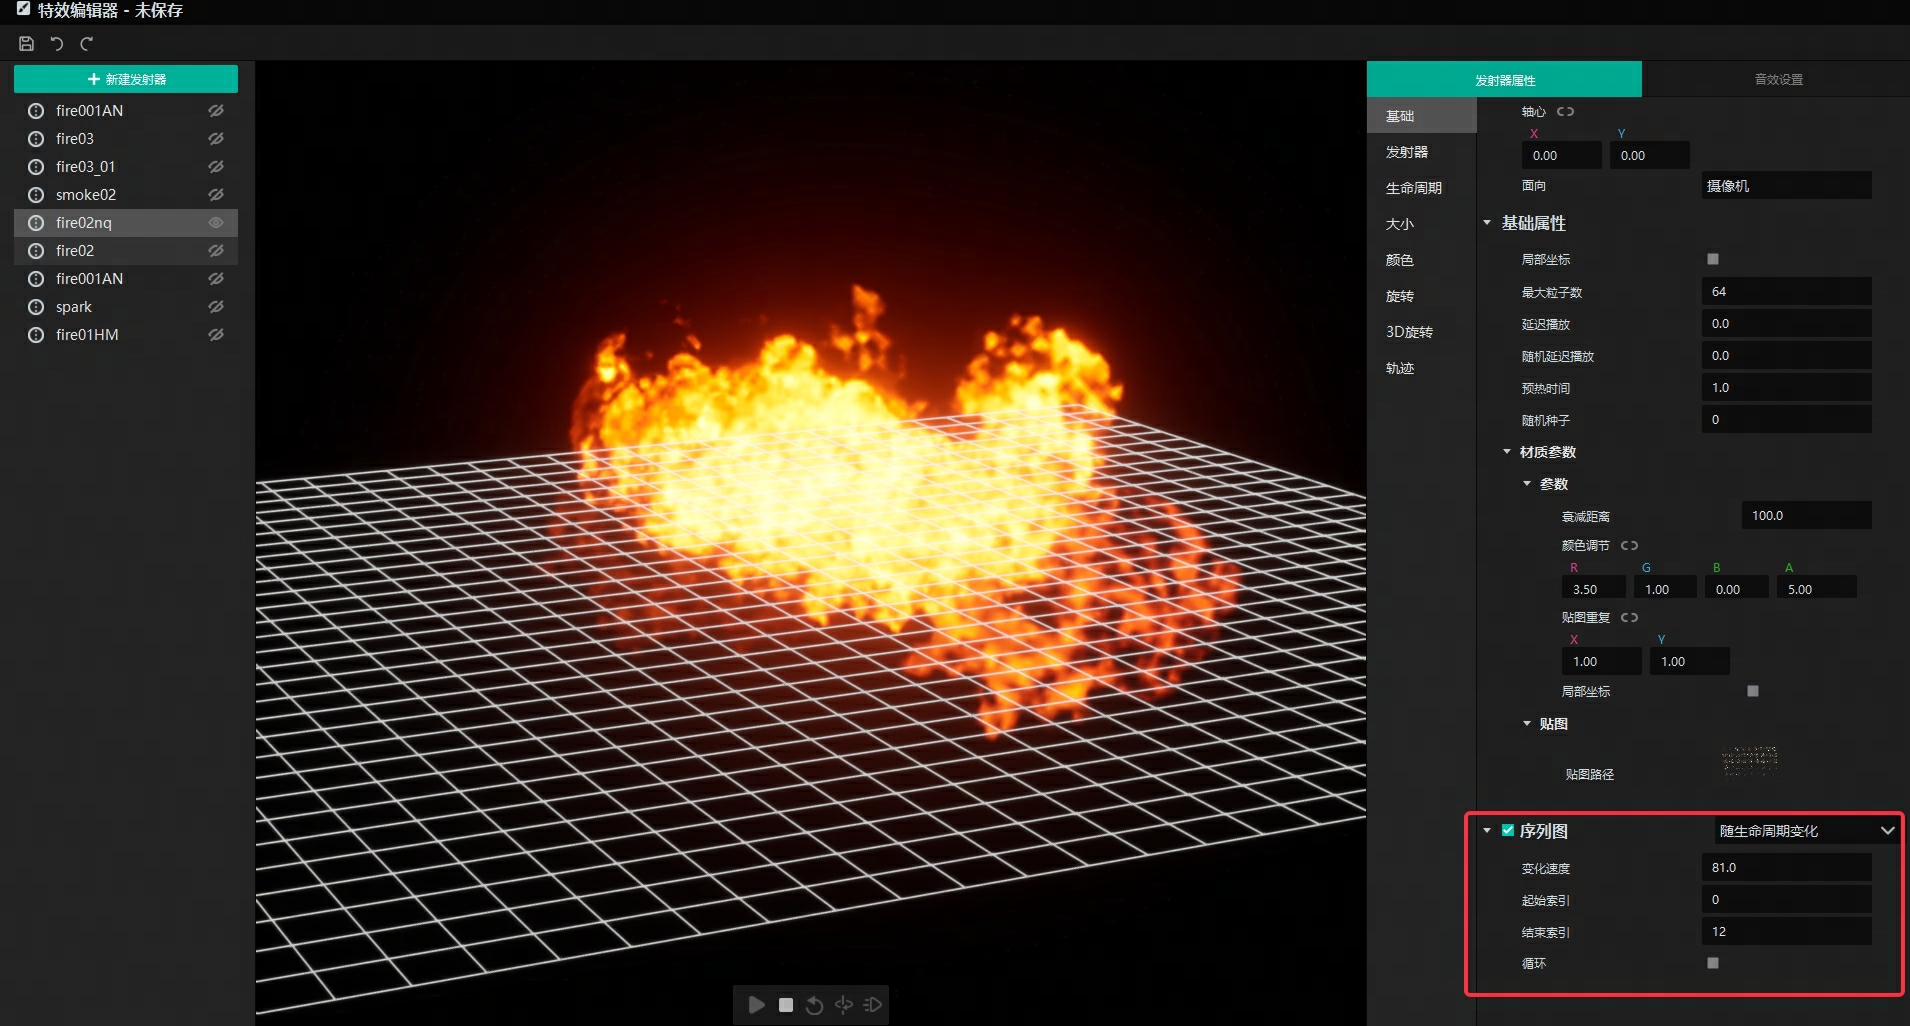 特效编辑器 - 未保存
新建发射器
fire001AN
fire03
fire03_01
smoke02
fire02nq
fire02
fire001AN
spark
fire01HM
发射器属性
音效设置
基础
发射器
生命周期
大小
颜色
旋转
3D旋转
轨迹
轴心
X Y
0.00 0.00
面向 摄像机
基础属性
局部坐标
最大粒子数 64
延迟播放 0.0
随机延迟播放 0.0
预热时间 1.0
随机种子 0
材质参数
参数
衰减距离 100.0
颜色调节
R G B A
3.50 1.00 0.00 5.00
贴图重复
X Y
1.00 1.00
局部坐标
贴图
贴图路径
序列图 随生命周期变化
变化速度 81.0
起始索引 0
结束索引 12
循环